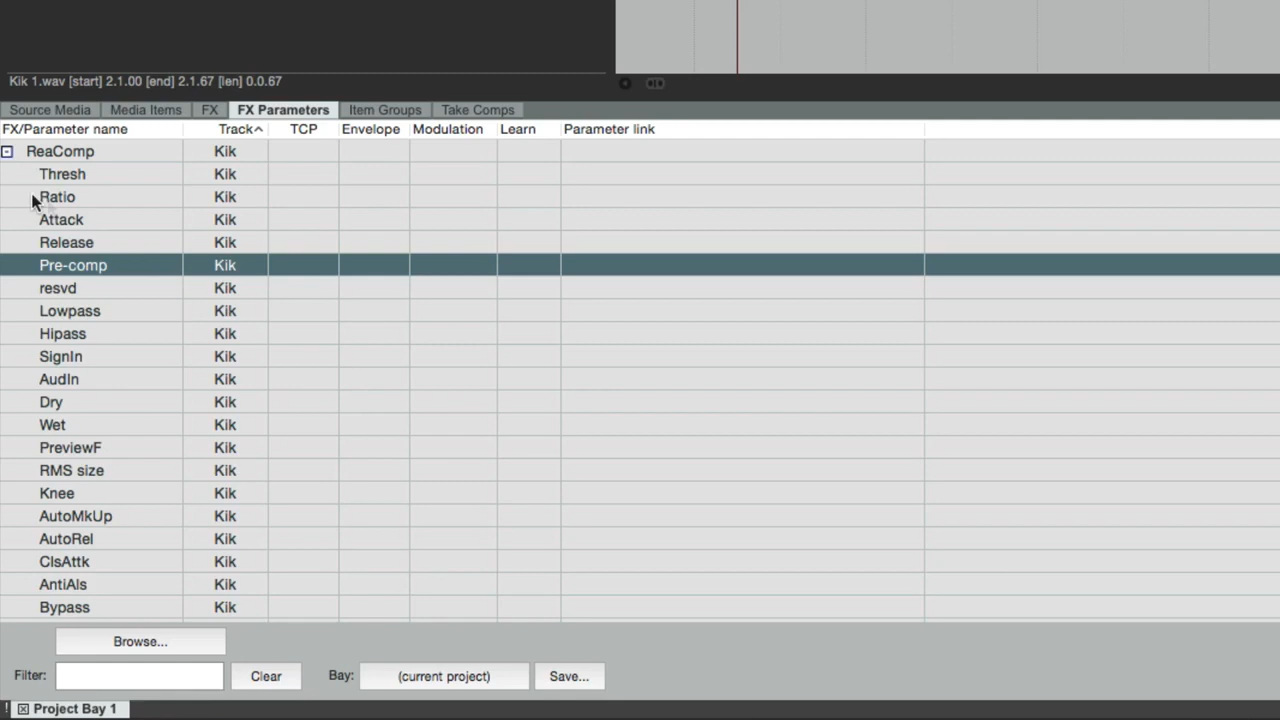 Kik 1.wav [start] 2.1.00 [end] 2.1.67 [len] 0.0.67
Source Media Media Items FX FX Parameters Item Groups Take Comps
FX/Parameter name Track TCP Envelope Modulation Learn Parameter link
ReaComp Kik
Thresh Kik
Ratio Kik
Attack Kik
Release Kik
Pre-comp Kik
resvd Kik
Lowpass Kik
Hipass Kik
SignIn Kik
AudIn Kik
Dry Kik
Wet Kik
PreviewF Kik
RMS size Kik
Knee Kik
AutoMkUp Kik
AutoRel Kik
ClsAttk Kik
AntiAls Kik
Bypass Kik
Browse...
Filter: Clear Bay: (current project) Save...
! Project Bay 1